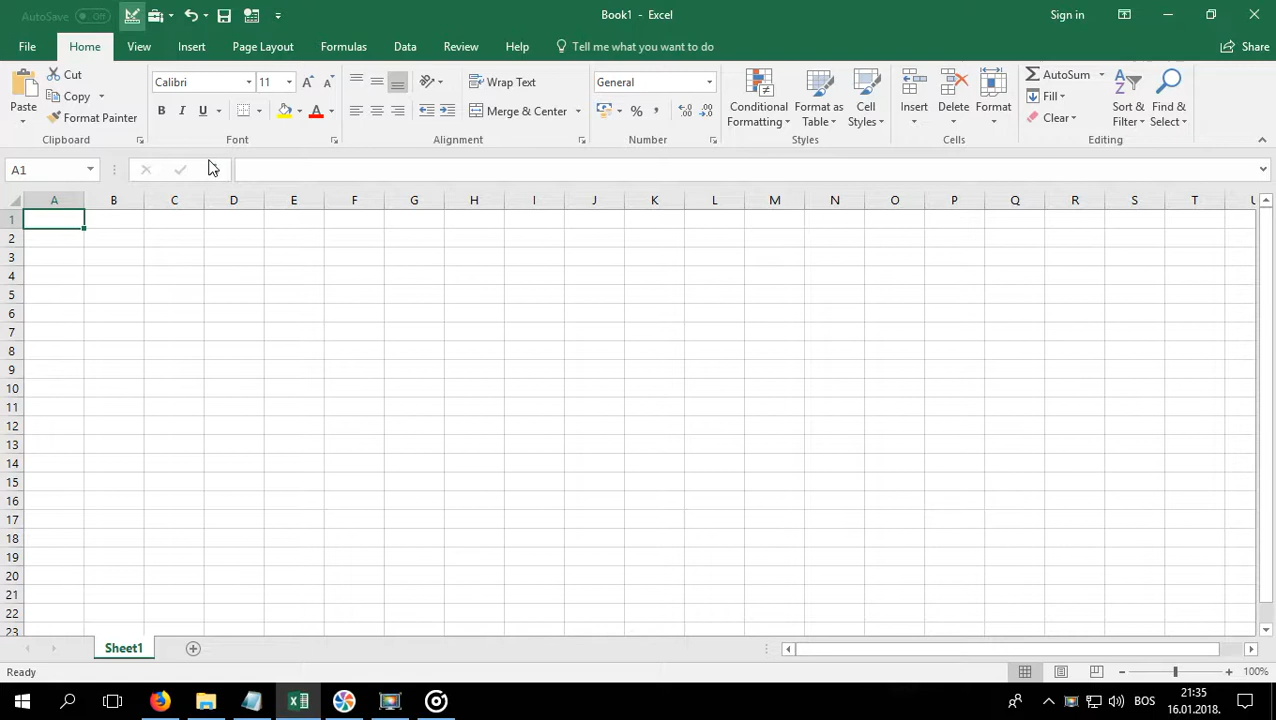 AutoSave Off
Book1 - Excel
Sign in
File Home View Insert Page Layout Formulas Data Review Help Tell me what you want to do Share
Paste
Cut
Copy
Format Painter
Clipboard
Calibri 11
B I U A
Font
Wrap Text
Merge & Center
Alignment
General
% ,
Number
Conditional Formatting
Format as Table
Cell Styles
Styles
Insert
Delete
Format
Cells
AutoSum
Fill
Clear
Sort & Filter
Find & Select
Editing
A1
A B C D E F G H I J K L M N O P Q R S T U
1
2
3
4
5
6
7
8
9
10
11
12
13
14
15
16
17
18
19
20
21
22
23
Sheet1
Ready
100%
BOS
21:35
16.01.2018.